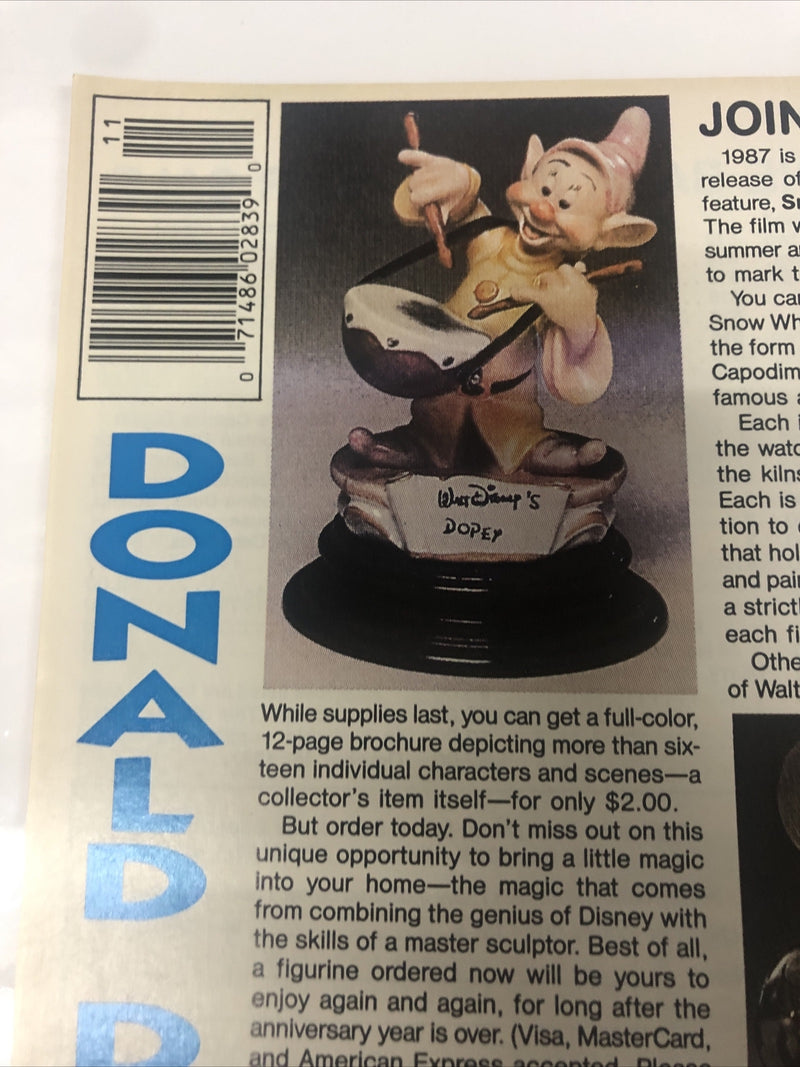 11
0 71486 02839 0
DONALD D
Walt Disney's
DOPEY
While supplies last, you can get a full-color,
12-page brochure depicting more than six-
teen individual characters and scenes—a
collector's item itself—for only $2.00.
But order today. Don't miss out on this
unique opportunity to bring a little magic
into your home—the magic that comes
from combining the genius of Disney with
the skills of a master sculptor. Best of all,
a figurine ordered now will be yours to
enjoy again and again, for long after the
anniversary year is over. (Visa, MasterCard,
and American Express accepted. Please
JOIN
1987 is
release of
feature, S
The film w
summer a
to mark t
You ca
Snow Wh
the form
Capodim
famous a
Each i
the watc
the kilns
Each is
tion to
that hol
and pai
a strict
each fi
Othe
of Walt